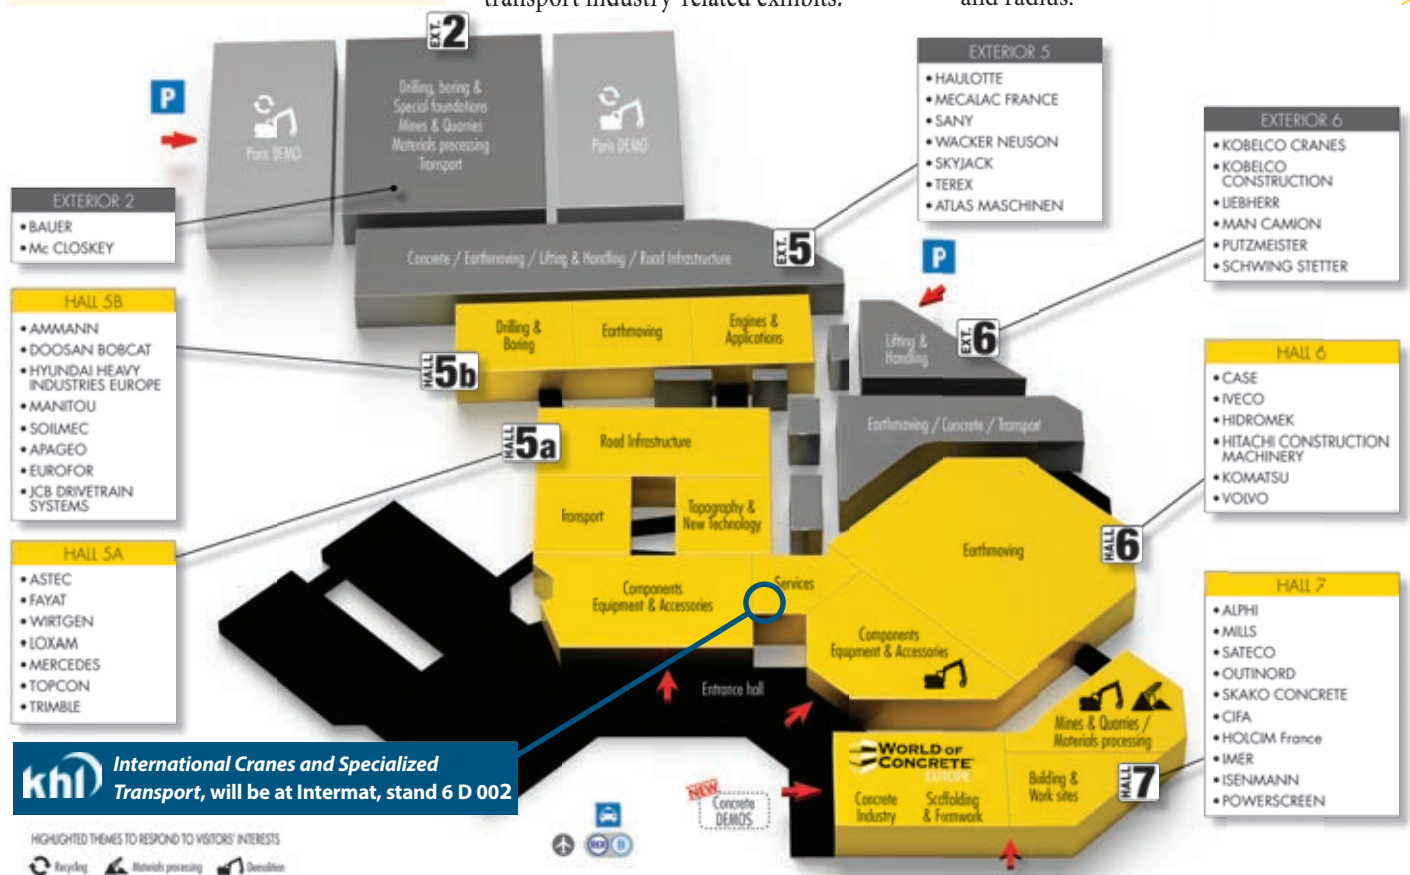 transport industry-related exhibits.
and radius.
EXT. 2
Drilling, boring &
Special foundations
Mines & Quarries
Materials processing
Transport
P
Paris DEMO
Paris DEMO
EXTERIOR 2
• BAUER
• Mc CLOSKEY
EXTERIOR 5
• HAULOTTE
• MECALAC FRANCE
• SANY
• WACKER NEUSON
• SKYJACK
• TEREX
• ATLAS MASCHINEN
EXTERIOR 6
• KOBELCO CRANES
• KOBELCO
CONSTRUCTION
• LIEBHERR
• MAN CAMION
• PUTZMEISTER
• SCHWING STETTER
Concrete / Earthmoving / Lifting & Handling / Road Infrastructure
EXT. 5
P
HALL 5B
• AMMANN
• DOOSAN BOBCAT
• HYUNDAI HEAVY
INDUSTRIES EUROPE
• MANITOU
• SOILMEC
• APAGEO
• EUROFOR
• JCB DRIVETRAIN
SYSTEMS
Drilling &
Boring
Earthmoving
Engines &
Applications
HALL 5b
Lifting &
Handling
EXT. 6
HALL 6
• CASE
• IVECO
• HIDROMEK
• HITACHI CONSTRUCTION
MACHINERY
• KOMATSU
• VOLVO
HALL 5a
Road Infrastructure
Earthmoving / Concrete / Transport
Transport
Topography &
New Technology
Earthmoving
HALL 6
HALL 5A
• ASTEC
• FAYAT
• WIRTGEN
• LOXAM
• MERCEDES
• TOPCON
• TRIMBLE
Components
Equipment & Accessories
Services
Components
Equipment & Accessories
HALL 7
• ALPHI
• MILLS
• SATECO
• OUTINORD
• SKAKO CONCRETE
• CIFA
• HOLCIM France
• IMER
• ISENMANN
• POWERSCREEN
Entrance hall
Mines & Quarries /
Materials processing
WORLD OF
CONCRETE
EUROPE
Concrete
Industry
Scaffolding
& Formwork
Building &
Work sites
HALL 7
khl
International Cranes and Specialized
Transport, will be at Intermat, stand 6 D 002
NEW
Concrete
DEMOS
RER B
HIGHLIGHTED THEMES TO RESPOND TO VISITORS' INTERESTS
Recycling Materials processing Demolition